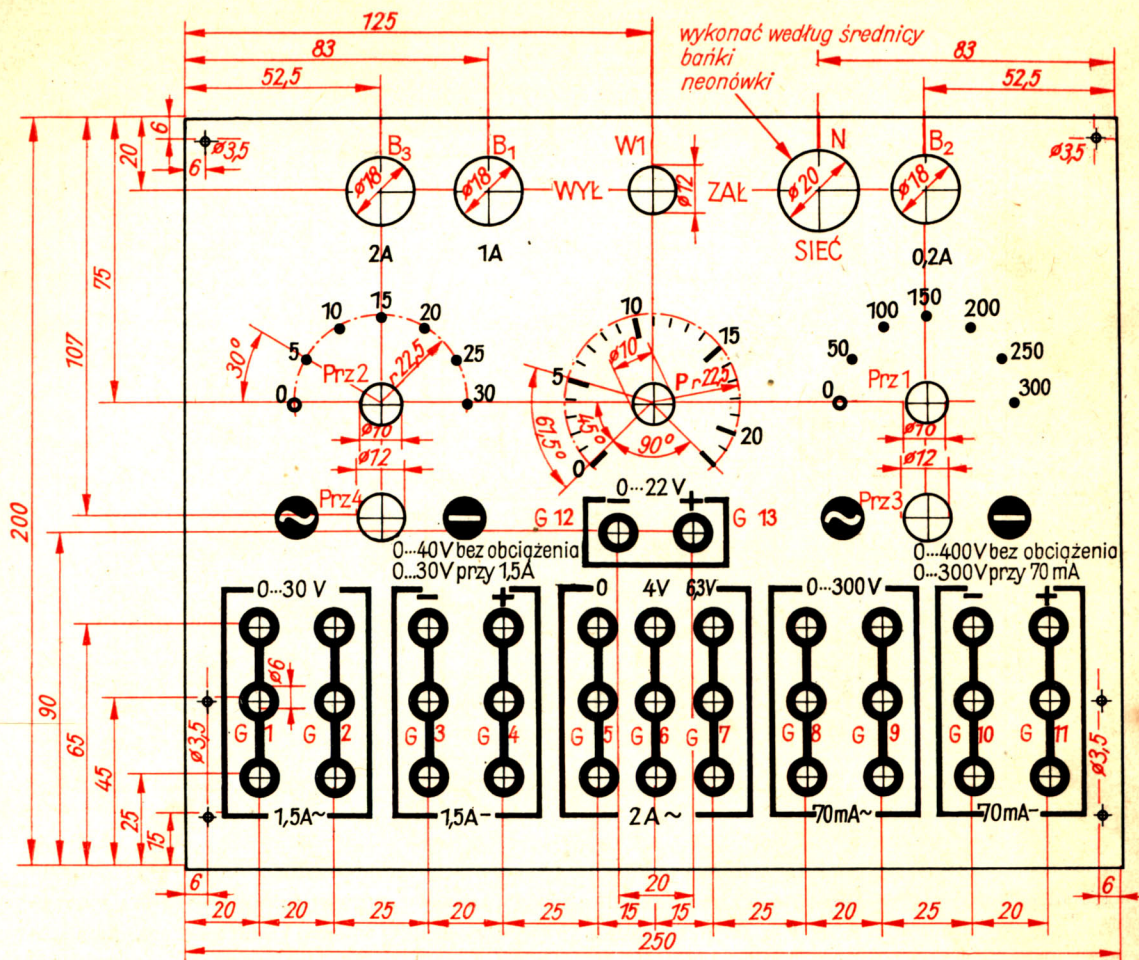 125
83
52,5
wykonać według średnicy
bańki
neonówki
83
52,5
6
20
6
ø3,5
B3
ø18
B1
ø18
WYŁ
W1
ø12
ZAŁ
N
ø20
SIEĆ
B2
ø18
ø3,5
2A
1A
0,2A
75
107
200
30°
0
5
10
15
20
25
30
Prz2
r 22,5
ø10
ø12
0
5
10
15
20
ø10
P
r 22,5
67,5°
45°
90°
0
50
100
150
200
250
300
Prz1
ø10
ø12
Prz4
~
–
G 12
0...22 V
– +
G 13
Prz3
~
–
0...40V bez obciążenia
0...30V przy 1,5A
0...400V bez obciążenia
0...300V przy 70 mA
0...30 V
– +
0 4V 6,3V
0...300V
– +
ø6
90
65
45
25
15
ø3,5
G 1
G 2
G 3
G 4
G 5
G 6
G 7
G 8
G 9
G 10
G 11
ø3,5
1,5A~
1,5A-
2A ~
70mA~
70mA-
6
20
6
20 20 25 20 25 15 15 25 20 25 20
250